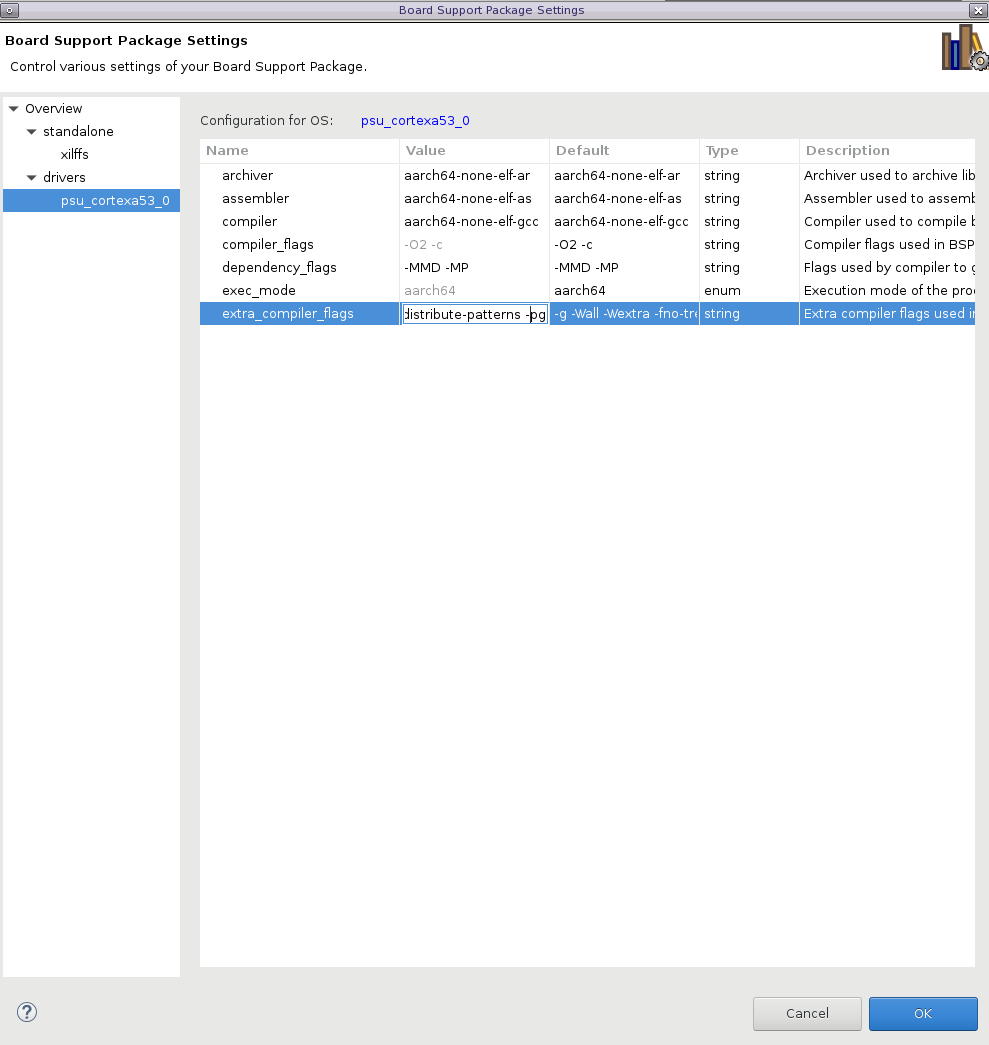 Board Support Package Settings
Board Support Package Settings
Control various settings of your Board Support Package.
Overview
standalone
xilffs
drivers
psu_cortexa53_0
Configuration for OS: psu_cortexa53_0
Name Value Default Type Description
archiver aarch64-none-elf-ar aarch64-none-elf-ar string Archiver used to archive lib
assembler aarch64-none-elf-as aarch64-none-elf-as string Assembler used to assemb
compiler aarch64-none-elf-gcc aarch64-none-elf-gcc string Compiler used to compile b
compiler_flags -O2 -c -O2 -c string Compiler flags used in BSP
dependency_flags -MMD -MP -MMD -MP string Flags used by compiler to g
exec_mode aarch64 aarch64 enum Execution mode of the pro
extra_compiler_flags distribute-patterns -pg -g -Wall -Wextra -fno-tre string Extra compiler flags used in
? Cancel OK